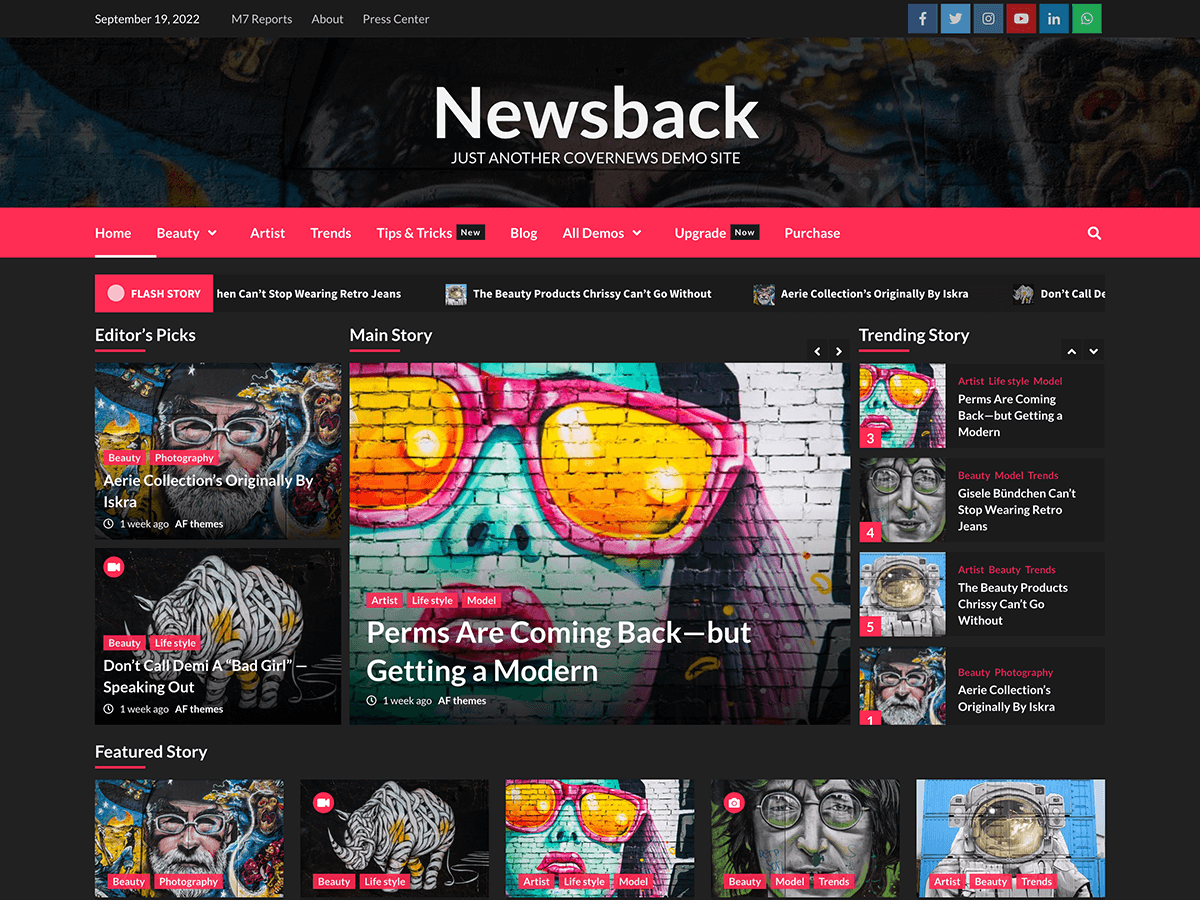 September 19, 2022
M7 Reports
About
Press Center
Newsback
JUST ANOTHER COVERNEWS DEMO SITE
Home
Beauty
Artist
Trends
Tips & Tricks New
Blog
All Demos
Upgrade Now
Purchase
FLASH STORY
hen Can't Stop Wearing Retro Jeans
The Beauty Products Chrissy Can't Go Without
Aerie Collection's Originally By Iskra
Don't Call De
Editor's Picks
Beauty Photography
Aerie Collection's Originally By
Iskra
1 week ago AF themes
Beauty Life style
Don't Call Demi A “Bad Girl” —
Speaking Out
1 week ago AF themes
Main Story
Artist Life style Model
Perms Are Coming Back—but
Getting a Modern
1 week ago AF themes
Trending Story
3
Artist Life style Model
Perms Are Coming
Back—but Getting a
Modern
4
Beauty Model Trends
Gisele Bündchen Can't
Stop Wearing Retro
Jeans
5
Artist Beauty Trends
The Beauty Products
Chrissy Can't Go
Without
1
Beauty Photography
Aerie Collection's
Originally By Iskra
Featured Story
Beauty Photography
Beauty Life style
Artist Life style Model
Beauty Model Trends
Artist Beauty Trends